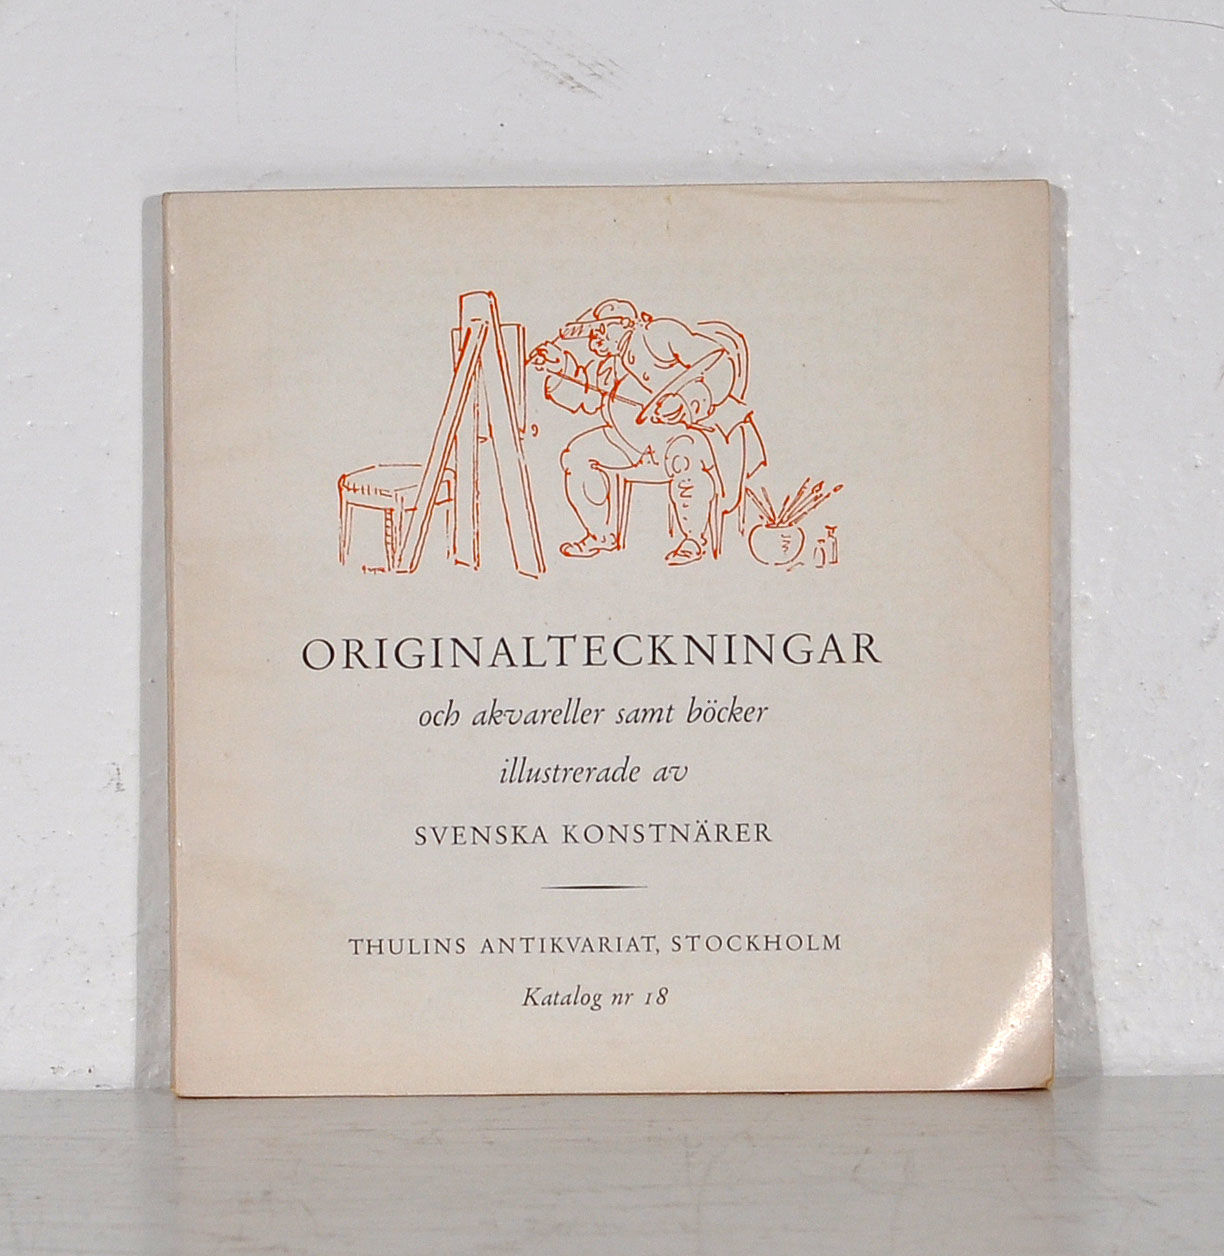 ORIGINALTECKNINGAR
och akvareller samt böcker
illustrerade av
SVENSKA KONSTNÄRER
THULINS ANTIKVARIAT, STOCKHOLM
Katalog nr 18